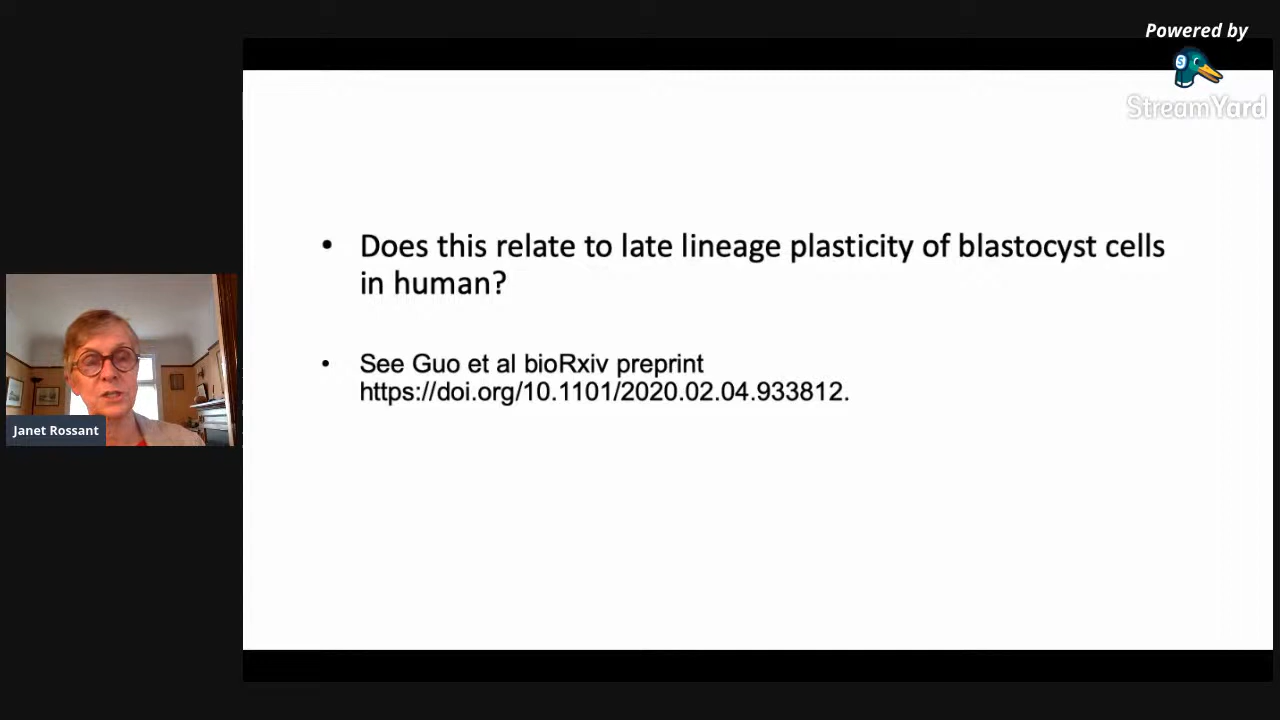 Powered by
S
StreamYard
• Does this relate to late lineage plasticity of blastocyst cells
in human?
• See Guo et al bioRxiv preprint
https://doi.org/10.1101/2020.02.04.933812.
Janet Rossant